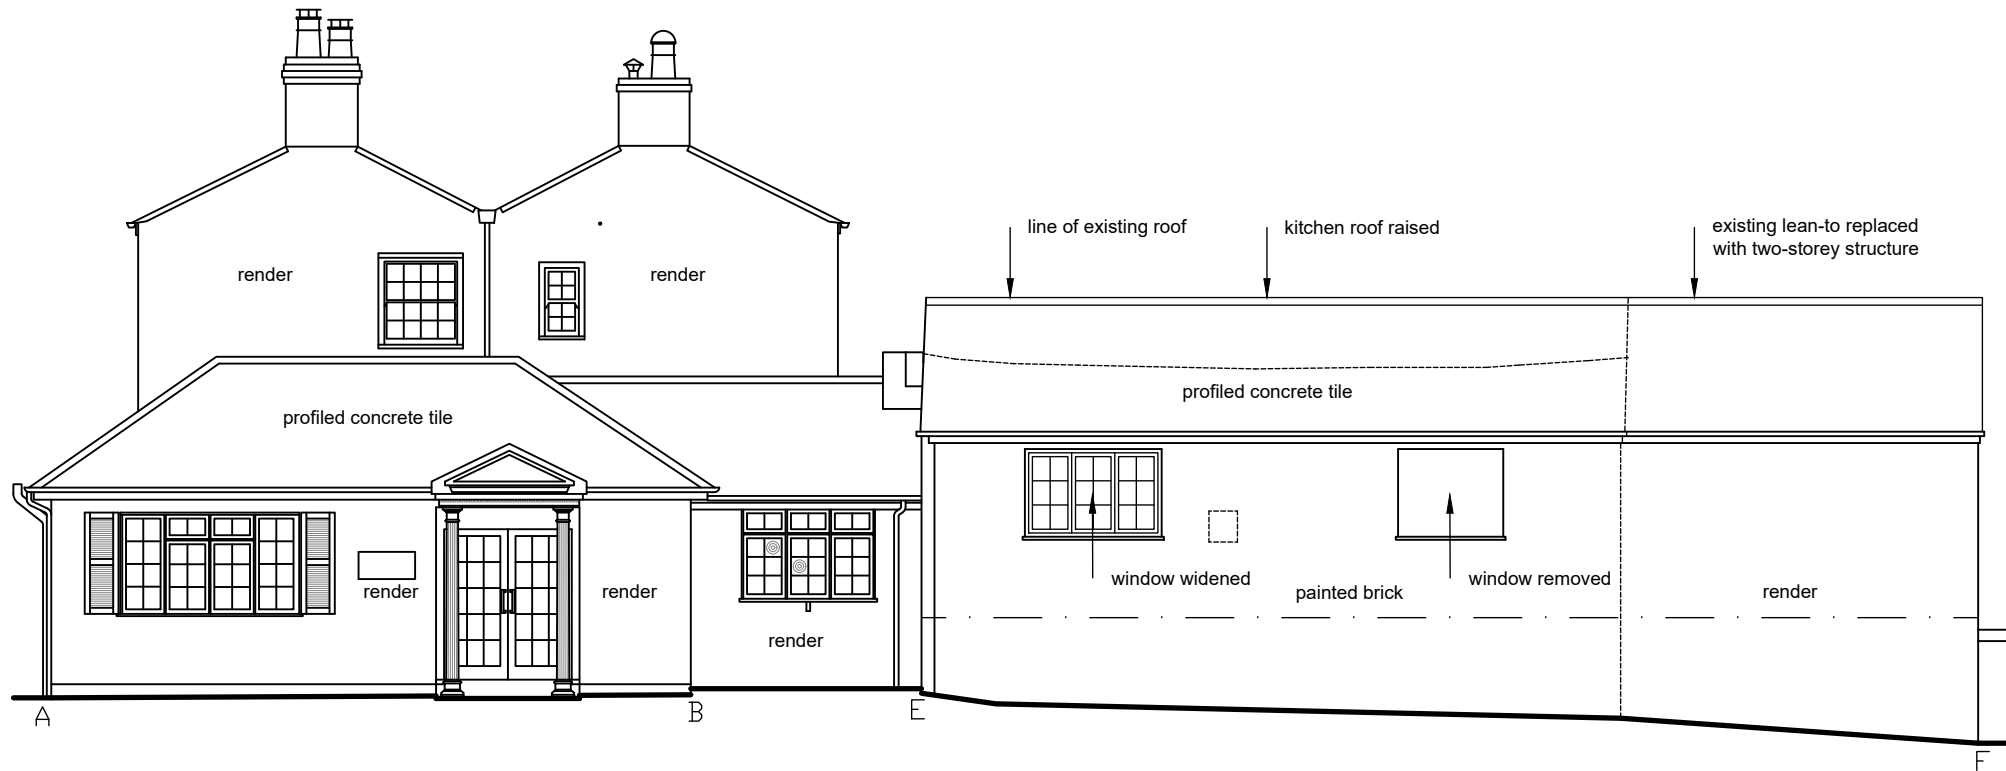 line of existing roof
kitchen roof raised
existing lean-to replaced
with two-storey structure
render
render
profiled concrete tile
profiled concrete tile
window widened
window removed
render
render
painted brick
render
render
A
B
E
F